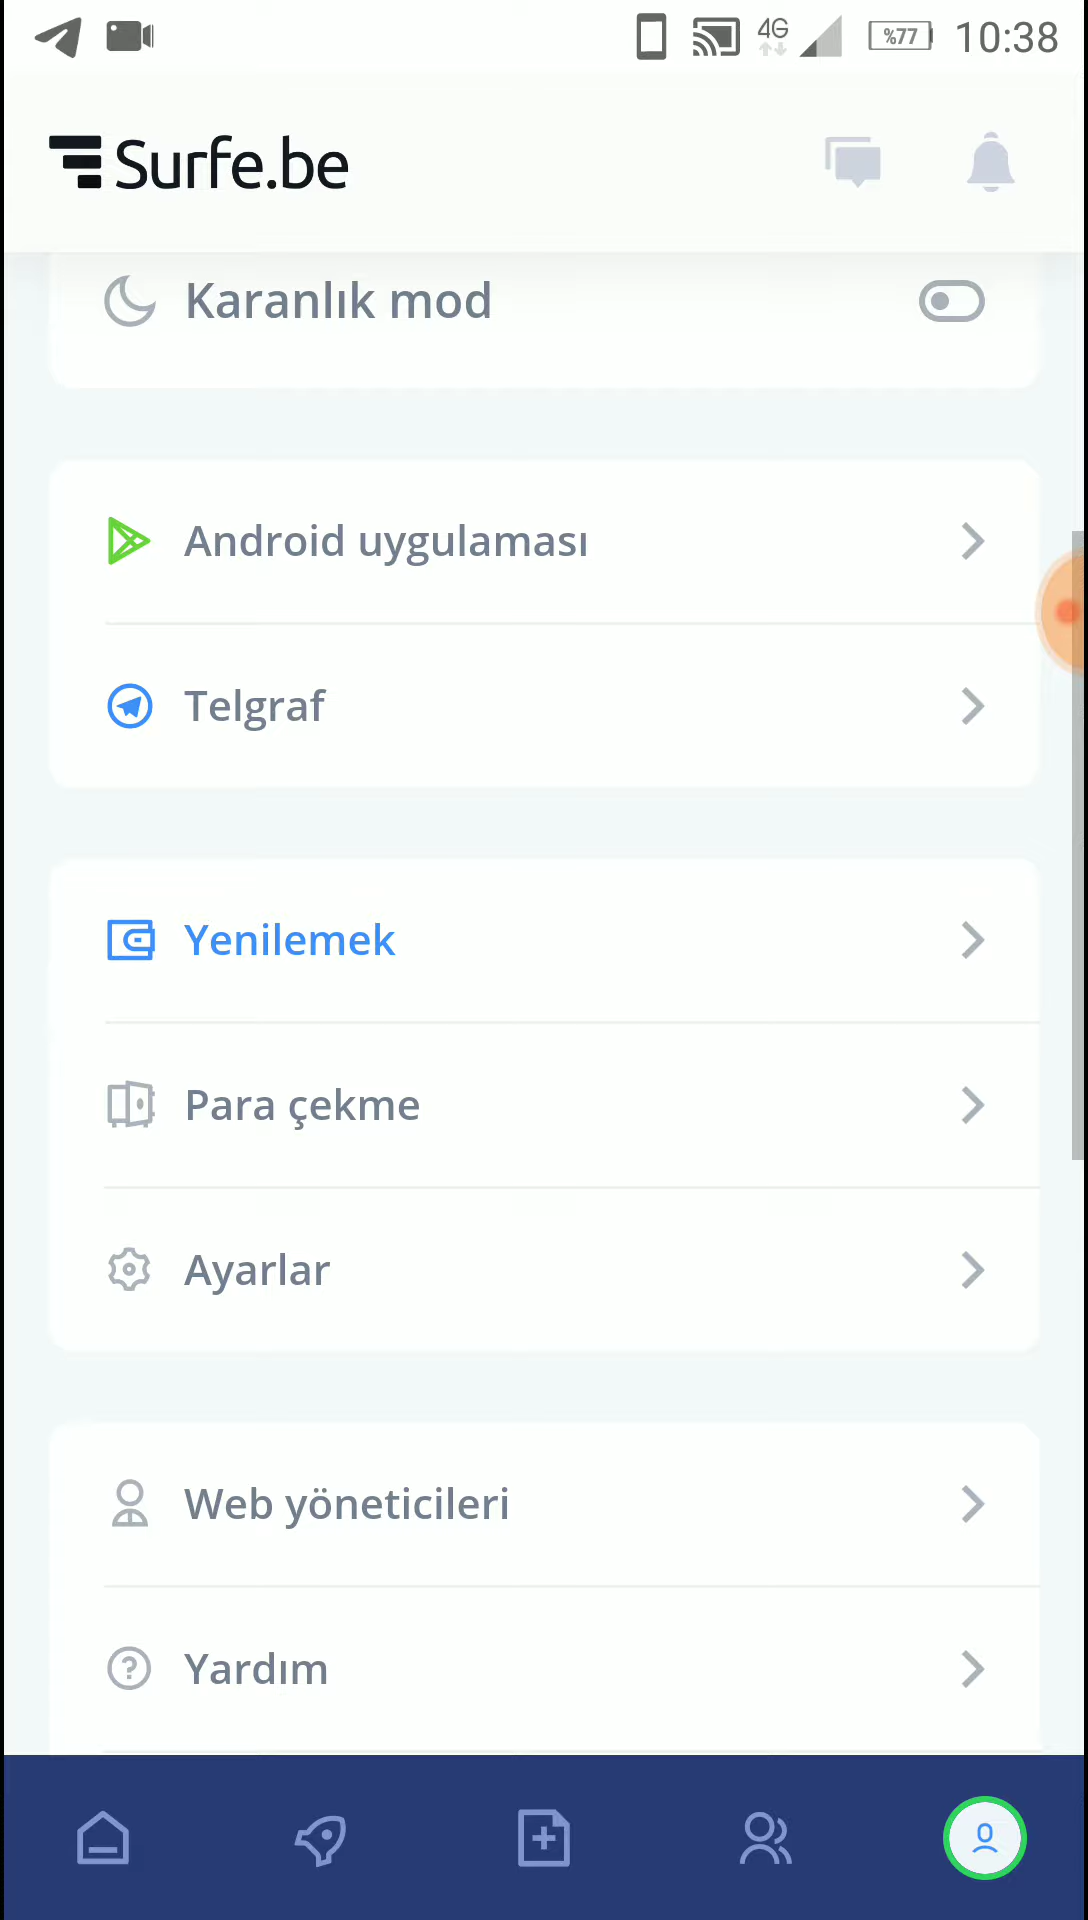 4G
%77
10:38
Surfe.be
Karanlık mod
Android uygulaması
Telgraf
Yenilemek
Para çekme
Ayarlar
Web yöneticileri
Yardım